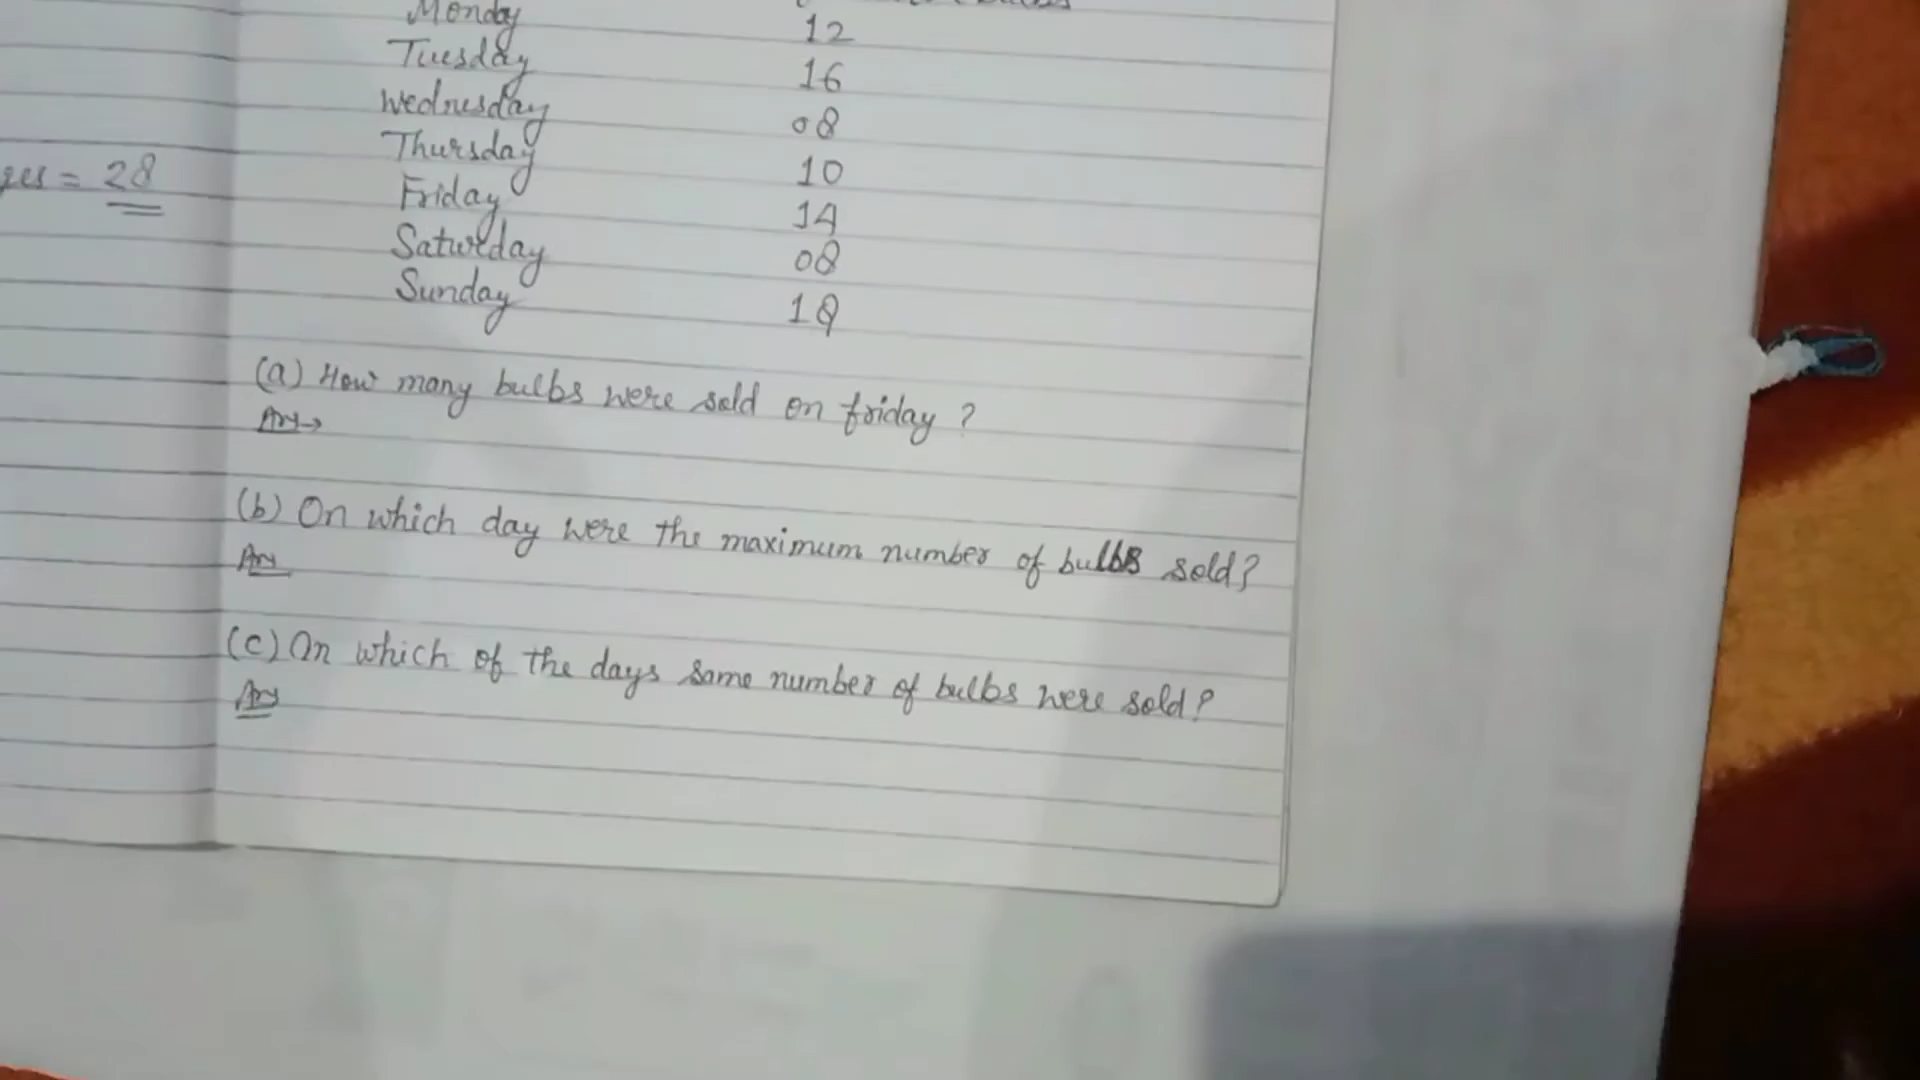 Monday 12
Tuesday 16
Wednesday 08
Thursday 10
= 28
Friday 14
Saturday 08
Sunday 18
(a) How many bulbs were sold on friday ?
Ans→
(b) On which day were the maximum number of bulbs sold?
Ans
(c) On which of the days same number of bulbs were sold?
Ans